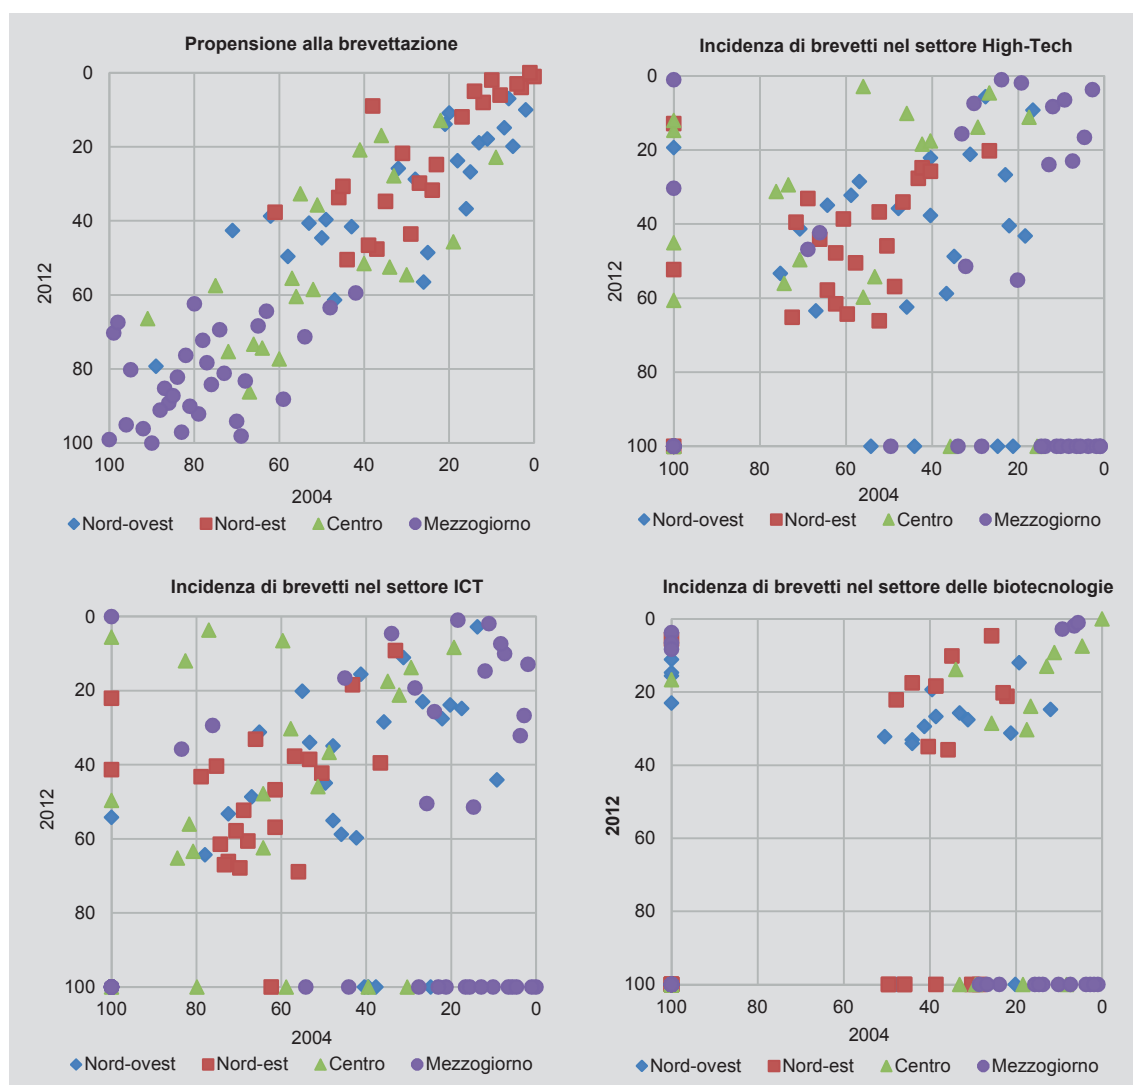 Propensione alla brevettazione
0
20
40
60
80
100
2012
100 80 60 40 20 0
2004
Nord-ovest Nord-est Centro Mezzogiorno
Incidenza di brevetti nel settore High-Tech
0
20
40
60
80
100
2012
100 80 60 40 20 0
2004
Nord-ovest Nord-est Centro Mezzogiorno
Incidenza di brevetti nel settore ICT
0
20
40
60
80
100
2012
100 80 60 40 20 0
2004
Nord-ovest Nord-est Centro Mezzogiorno
Incidenza di brevetti nel settore delle biotecnologie
0
20
40
60
80
100
2012
100 80 60 40 20 0
2004
Nord-ovest Nord-est Centro Mezzogiorno